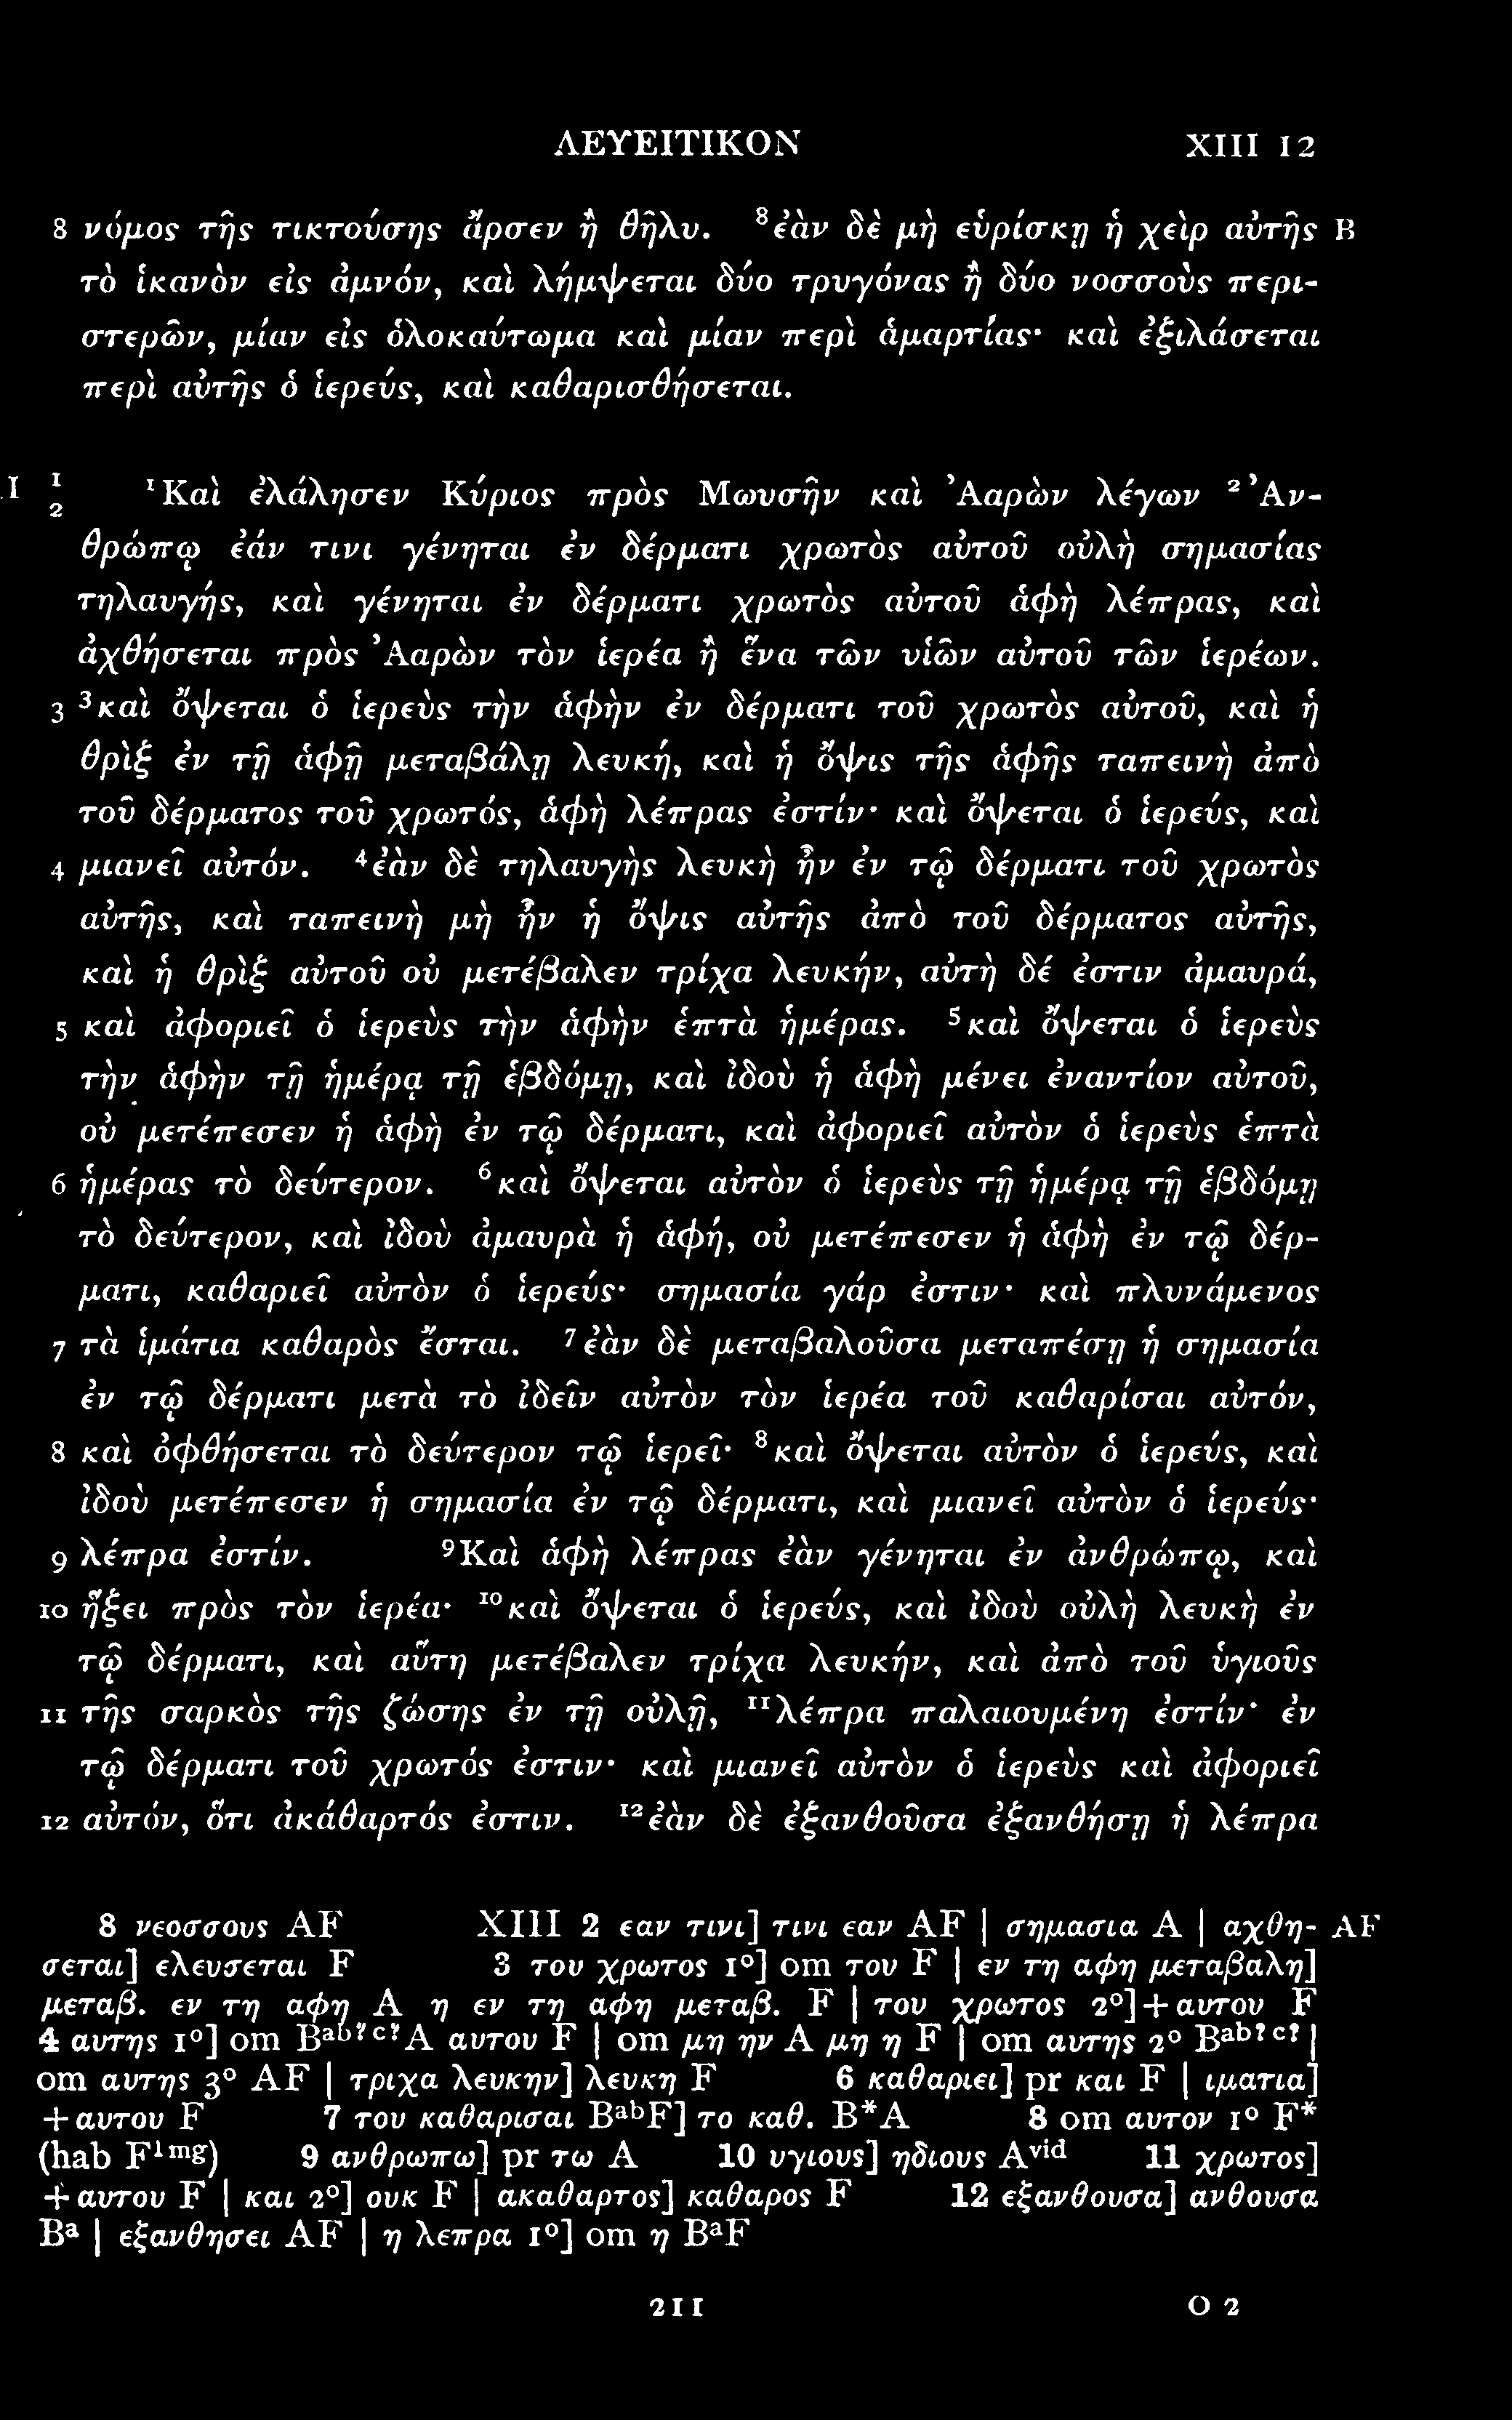 ΛΕΥΕΙΤΙΚΟΝ XIII 12
8 νόμος τῆς τικτούσης ἄρσεν ἢ θῆλυ. ⁸ἐὰν δὲ μὴ εὑρίσκῃ ἡ χεὶρ αὐτῆς B
τὸ ἱκανὸν εἰς ἀμνόν, καὶ λήμψεται δύο τρυγόνας ἢ δύο νοσσοὺς περι-
στερῶν, μίαν εἰς ὁλοκαύτωμα καὶ μίαν περὶ ἁμαρτίας· καὶ ἐξιλάσεται
περὶ αὐτῆς ὁ ἱερεύς, καὶ καθαρισθήσεται.
I 1 2 ¹Καὶ ἐλάλησεν Κύριος πρὸς Μωυσῆν καὶ Ἀαρὼν λέγων ²Ἀν-
θρώπῳ ἐάν τινι γένηται ἐν δέρματι χρωτὸς αὐτοῦ οὐλὴ σημασίας
τηλαυγής, καὶ γένηται ἐν δέρματι χρωτὸς αὐτοῦ ἁφὴ λέπρας, καὶ
ἀχθήσεται πρὸς Ἀαρὼν τὸν ἱερέα ἢ ἕνα τῶν υἱῶν αὐτοῦ τῶν ἱερέων.
3 ³καὶ ὄψεται ὁ ἱερεὺς τὴν ἁφὴν ἐν δέρματι τοῦ χρωτὸς αὐτοῦ, καὶ ἡ
θρὶξ ἐν τῇ ἁφῇ μεταβάλῃ λευκή, καὶ ἡ ὄψις τῆς ἁφῆς ταπεινὴ ἀπὸ
τοῦ δέρματος τοῦ χρωτός, ἁφὴ λέπρας ἐστίν· καὶ ὄψεται ὁ ἱερεύς, καὶ
4 μιανεῖ αὐτόν. ⁴ἐὰν δὲ τηλαυγὴς λευκὴ ἦν ἐν τῷ δέρματι τοῦ χρωτὸς
αὐτῆς, καὶ ταπεινὴ μὴ ἦν ἡ ὄψις αὐτῆς ἀπὸ τοῦ δέρματος αὐτῆς,
καὶ ἡ θρὶξ αὐτοῦ οὐ μετέβαλεν τρίχα λευκήν, αὐτὴ δέ ἐστιν ἀμαυρά,
5 καὶ ἀφοριεῖ ὁ ἱερεὺς τὴν ἁφὴν ἑπτὰ ἡμέρας. ⁵καὶ ὄψεται ὁ ἱερεὺς
τὴν ἁφὴν τῇ ἡμέρᾳ τῇ ἑβδόμῃ, καὶ ἰδοὺ ἡ ἁφὴ μένει ἐναντίον αὐτοῦ,
οὐ μετέπεσεν ἡ ἁφὴ ἐν τῷ δέρματι, καὶ ἀφοριεῖ αὐτὸν ὁ ἱερεὺς ἑπτὰ
6 ἡμέρας τὸ δεύτερον. ⁶καὶ ὄψεται αὐτὸν ὁ ἱερεὺς τῇ ἡμέρᾳ τῇ ἑβδόμῃ
τὸ δεύτερον, καὶ ἰδοὺ ἀμαυρὰ ἡ ἁφή, οὐ μετέπεσεν ἡ ἁφὴ ἐν τῷ δέρ-
ματι, καθαριεῖ αὐτὸν ὁ ἱερεύς· σημασία γάρ ἐστιν· καὶ πλυνάμενος
7 τὰ ἱμάτια καθαρὸς ἔσται. ⁷ἐὰν δὲ μεταβαλοῦσα μεταπέσῃ ἡ σημασία
ἐν τῷ δέρματι μετὰ τὸ ἰδεῖν αὐτὸν τὸν ἱερέα τοῦ καθαρίσαι αὐτόν,
8 καὶ ὀφθήσεται τὸ δεύτερον τῷ ἱερεῖ· ⁸καὶ ὄψεται αὐτὸν ὁ ἱερεύς, καὶ
ἰδοὺ μετέπεσεν ἡ σημασία ἐν τῷ δέρματι, καὶ μιανεῖ αὐτὸν ὁ ἱερεύς·
9 λέπρα ἐστίν. ⁹Καὶ ἁφὴ λέπρας ἐὰν γένηται ἐν ἀνθρώπῳ, καὶ
10 ἥξει πρὸς τὸν ἱερέα· ¹⁰καὶ ὄψεται ὁ ἱερεύς, καὶ ἰδοὺ οὐλὴ λευκὴ ἐν
τῷ δέρματι, καὶ αὕτη μετέβαλεν τρίχα λευκήν, καὶ ἀπὸ τοῦ ὑγιοῦς
11 τῆς σαρκὸς τῆς ζώσης ἐν τῇ οὐλῇ, ¹¹λέπρα παλαιουμένη ἐστίν· ἐν
τῷ δέρματι τοῦ χρωτός ἐστιν· καὶ μιανεῖ αὐτὸν ὁ ἱερεὺς καὶ ἀφοριεῖ
12 αὐτόν, ὅτι ἀκάθαρτός ἐστιν. ¹²ἐὰν δὲ ἐξανθοῦσα ἐξανθήσῃ ἡ λέπρα
8 νεοσσους AF XIII 2 εαν τινι] τινι εαν AF | σημασια A | αχθη- AF
σεται] ελευσεται F 3 του χρωτος 1°] om του F | εν τη αφη μεταβαλη]
μεταβ. εν τη αφη A η εν τη αφη μεταβ. F | του χρωτος 2°]+αυτου F
4 αυτης 1°] om Bᵃᵇ?ᶜ?A αυτου F | om μη ην A μη η F | om αυτης 2° Bᵃᵇ?ᶜ? |
om αυτης 3° AF | τριχα λευκην] λευκη F 6 καθαριει] pr και F | ιματια]
+αυτου F 7 του καθαρισαι BᵃᵇF] το καθ. B*A 8 om αυτον 1° F*
(hab F¹ᵐᵍ) 9 ανθρωπω] pr τω A 10 υγιους] ηδιους Aᵛⁱᵈ 11 χρωτος]
+αυτου F | και 2°] ουκ F | ακαθαρτος] καθαρος F 12 εξανθουσα] ανθουσα
Bᵃ | εξανθησει AF | η λεπρα 1°] om η BᵃF
211 O 2